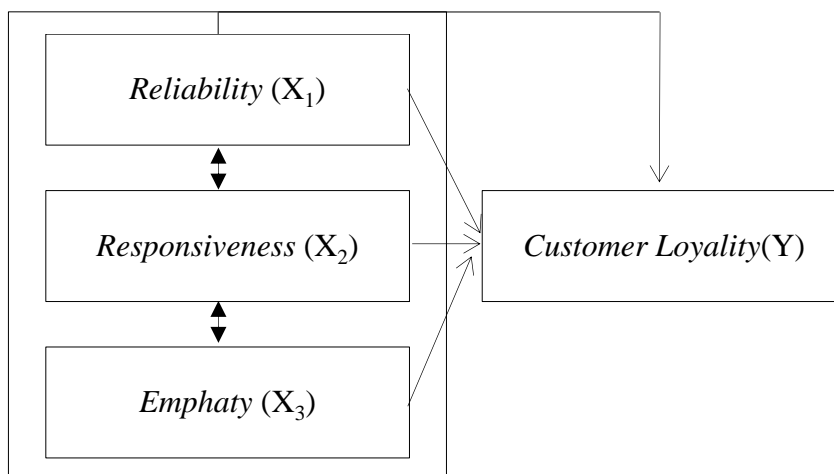 Reliability (X₁)
Responsiveness (X₂)
Customer Loyality(Y)
Emphaty (X₃)